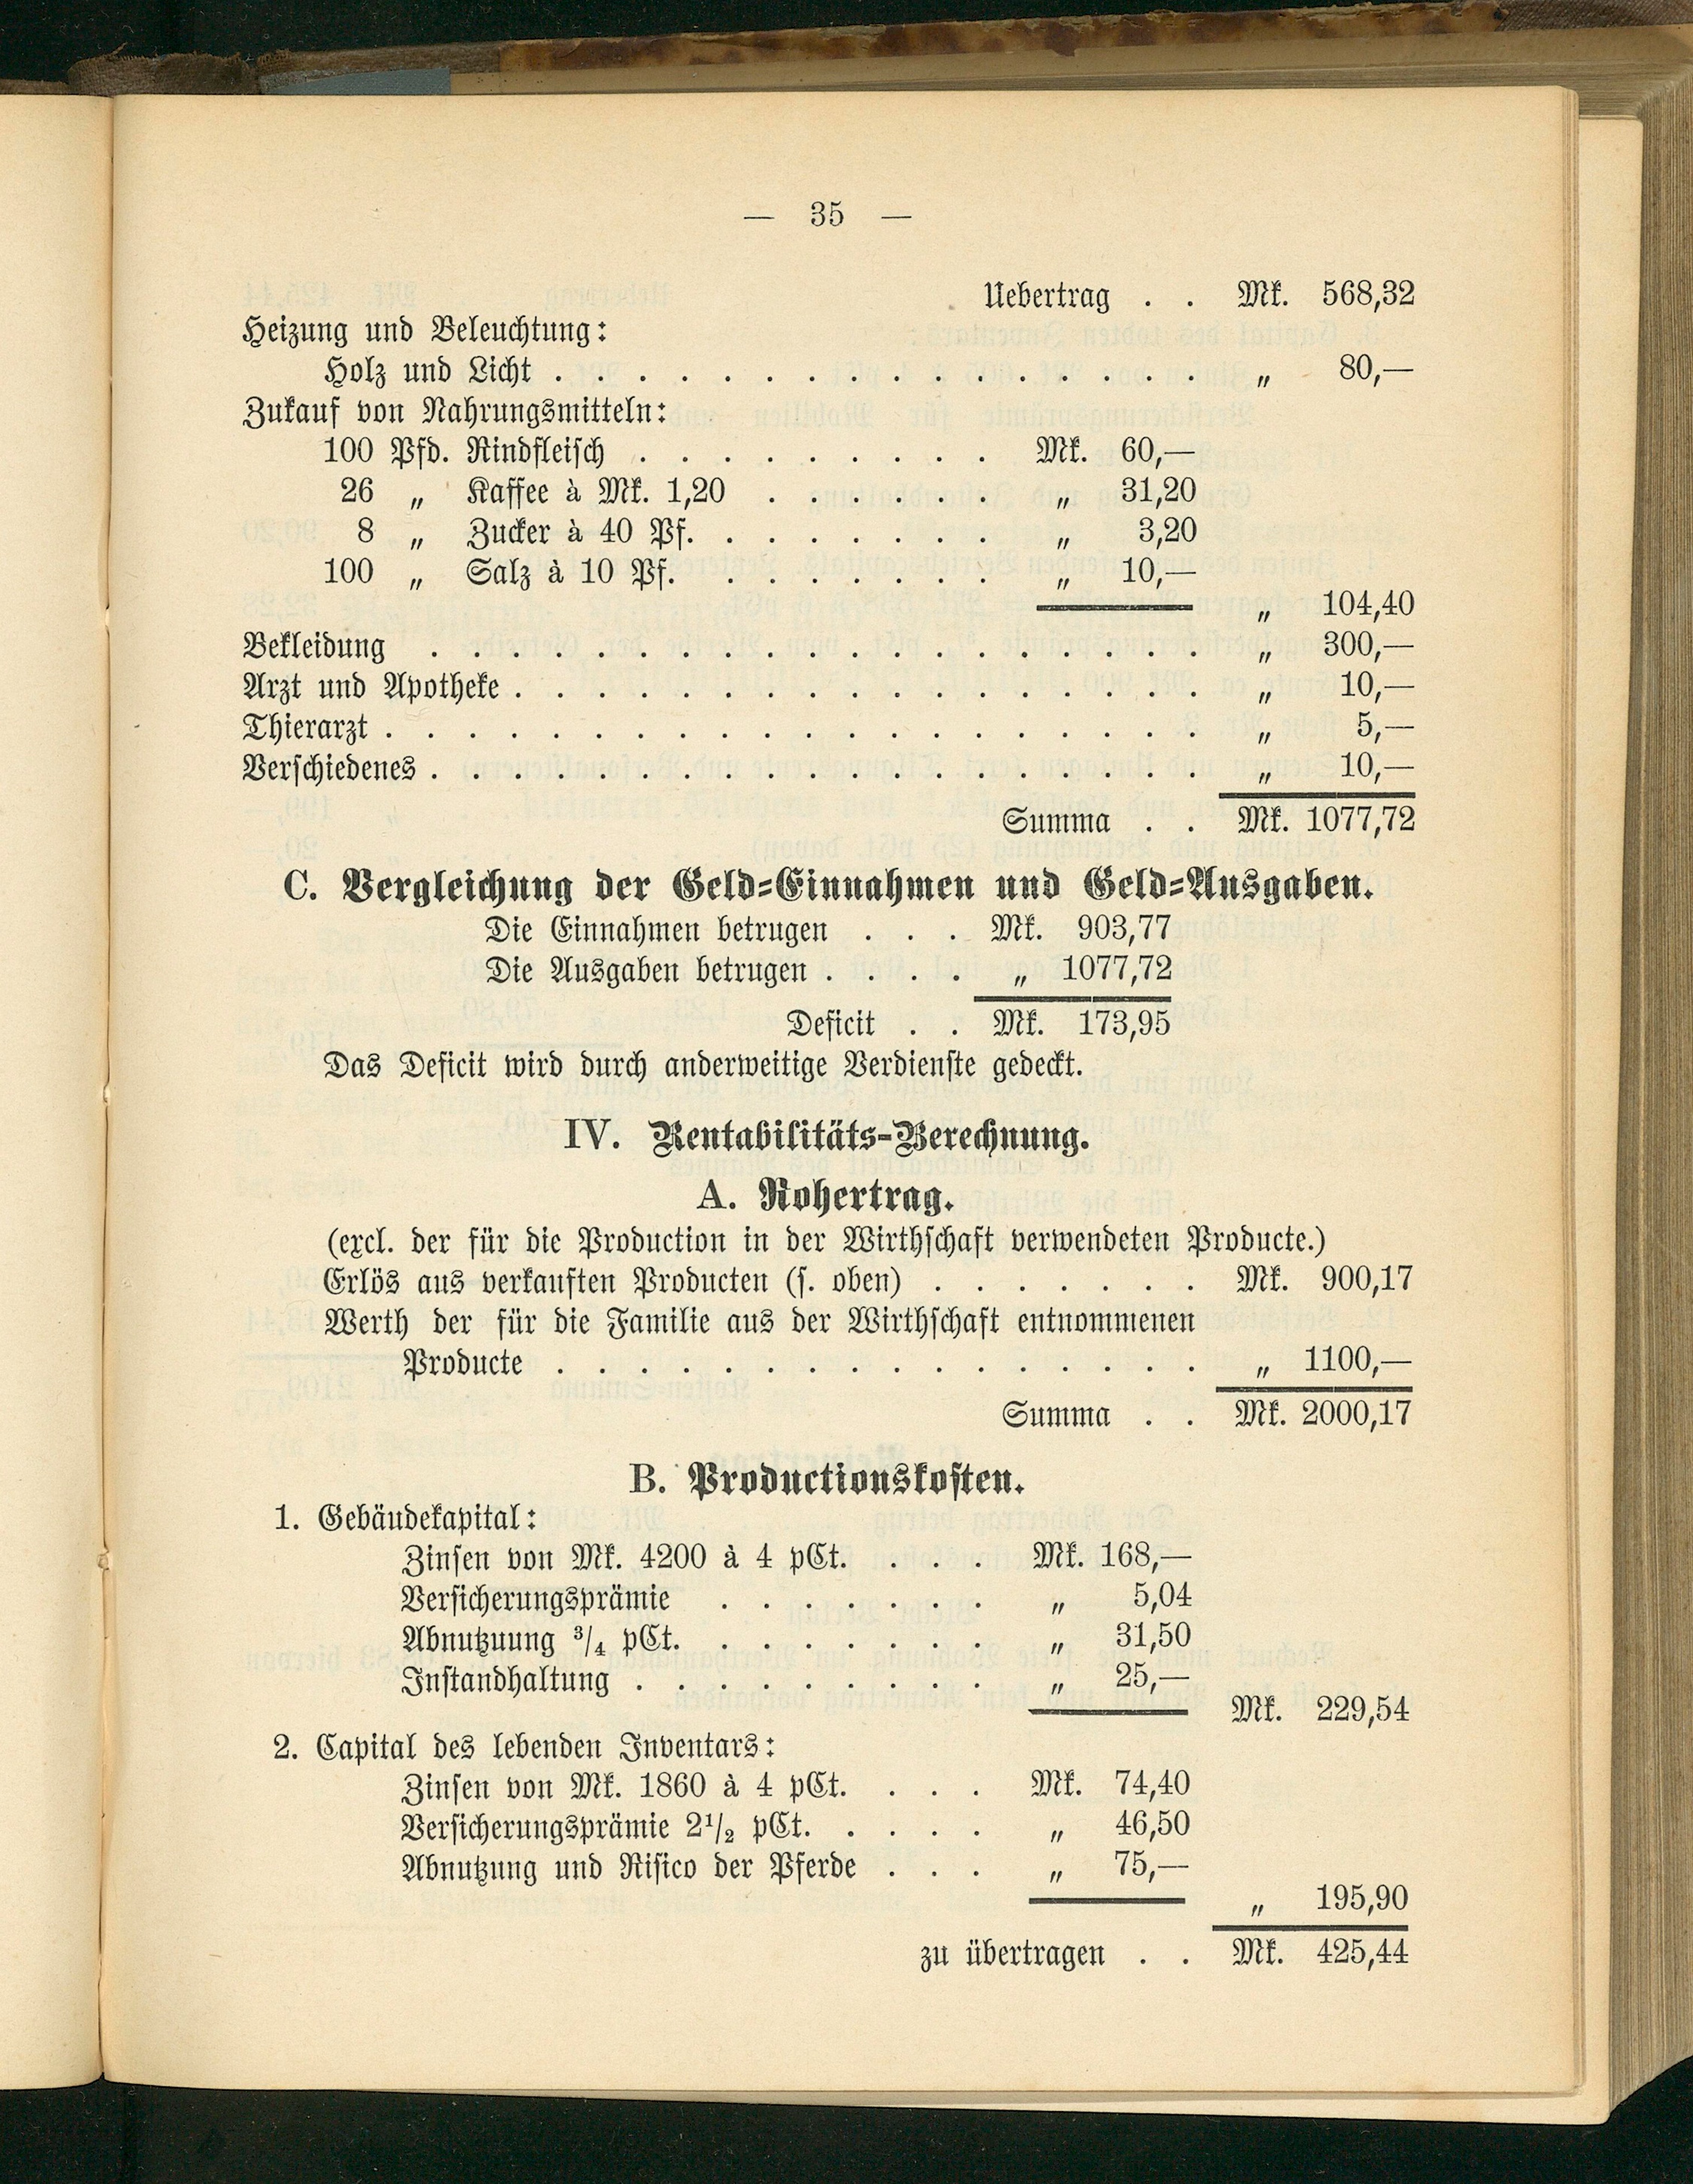 — 35 —
Uebertrag . . Mk. 568,32
Heizung und Beleuchtung:
Holz und Licht . . . . . . . . . . . . . . . . „ 80,—
Zukauf von Nahrungsmitteln:
100 Pfd. Rindfleisch . . . . . . . . . Mk. 60,—
26 „ Kaffee à Mk. 1,20 . . . . . . „ 31,20
8 „ Zucker à 40 Pf. . . . . . . . „ 3,20
100 „ Salz à 10 Pf. . . . . . . . „ 10,—
„ 104,40
Bekleidung . . . . . . . . . . . . . . . . . . . „ 300,—
Arzt und Apotheke . . . . . . . . . . . . . . . . . „ 10,—
Thierarzt . . . . . . . . . . . . . . . . . . . . „ 5,—
Verschiedenes . . . . . . . . . . . . . . . . . . . „ 10,—
Summa . . Mk. 1077,72
C. Vergleichung der Geld=Einnahmen und Geld=Ausgaben.
Die Einnahmen betrugen . . . Mk. 903,77
Die Ausgaben betrugen . . . . „ 1077,72
Deficit . . Mk. 173,95
Das Deficit wird durch anderweitige Verdienste gedeckt.
IV. Rentabilitäts-Berechnung.
A. Rohertrag.
(excl. der für die Production in der Wirthschaft verwendeten Producte.)
Erlös aus verkauften Producten (s. oben) . . . . . . . Mk. 900,17
Werth der für die Familie aus der Wirthschaft entnommenen
Producte . . . . . . . . . . . . . . . . „ 1100,—
Summa . . Mk. 2000,17
B. Productionskosten.
1. Gebäudekapital:
Zinsen von Mk. 4200 à 4 pCt. . . . Mk. 168,—
Versicherungsprämie . . . . . . . „ 5,04
Abnutzuung 3/4 pCt. . . . . . . . „ 31,50
Instandhaltung . . . . . . . . . „ 25,—
Mk. 229,54
2. Capital des lebenden Inventars:
Zinsen von Mk. 1860 à 4 pCt. . . . Mk. 74,40
Versicherungsprämie 2 1/2 pCt. . . . . „ 46,50
Abnutzung und Risico der Pferde . . . „ 75,—
„ 195,90
zu übertragen . . Mk. 425,44